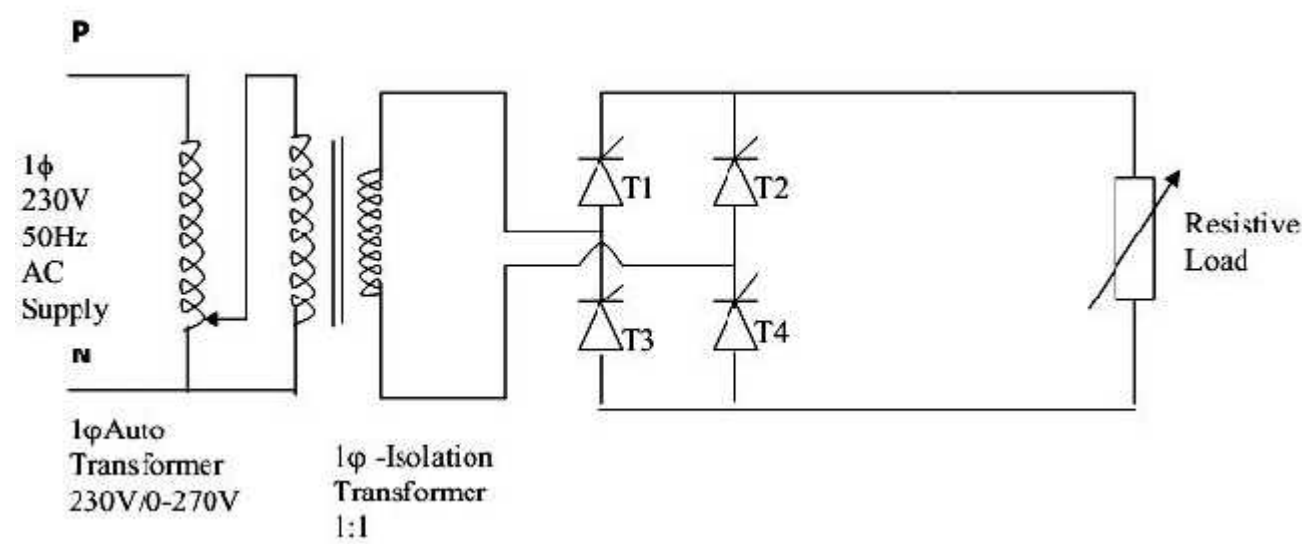 P
1ϕ
230V
50Hz
AC
Supply
N
1φAuto
Transformer
230V/0-270V
1φ -Isolation
Transformer
1:1
T1
T2
T3
T4
Resistive
Load